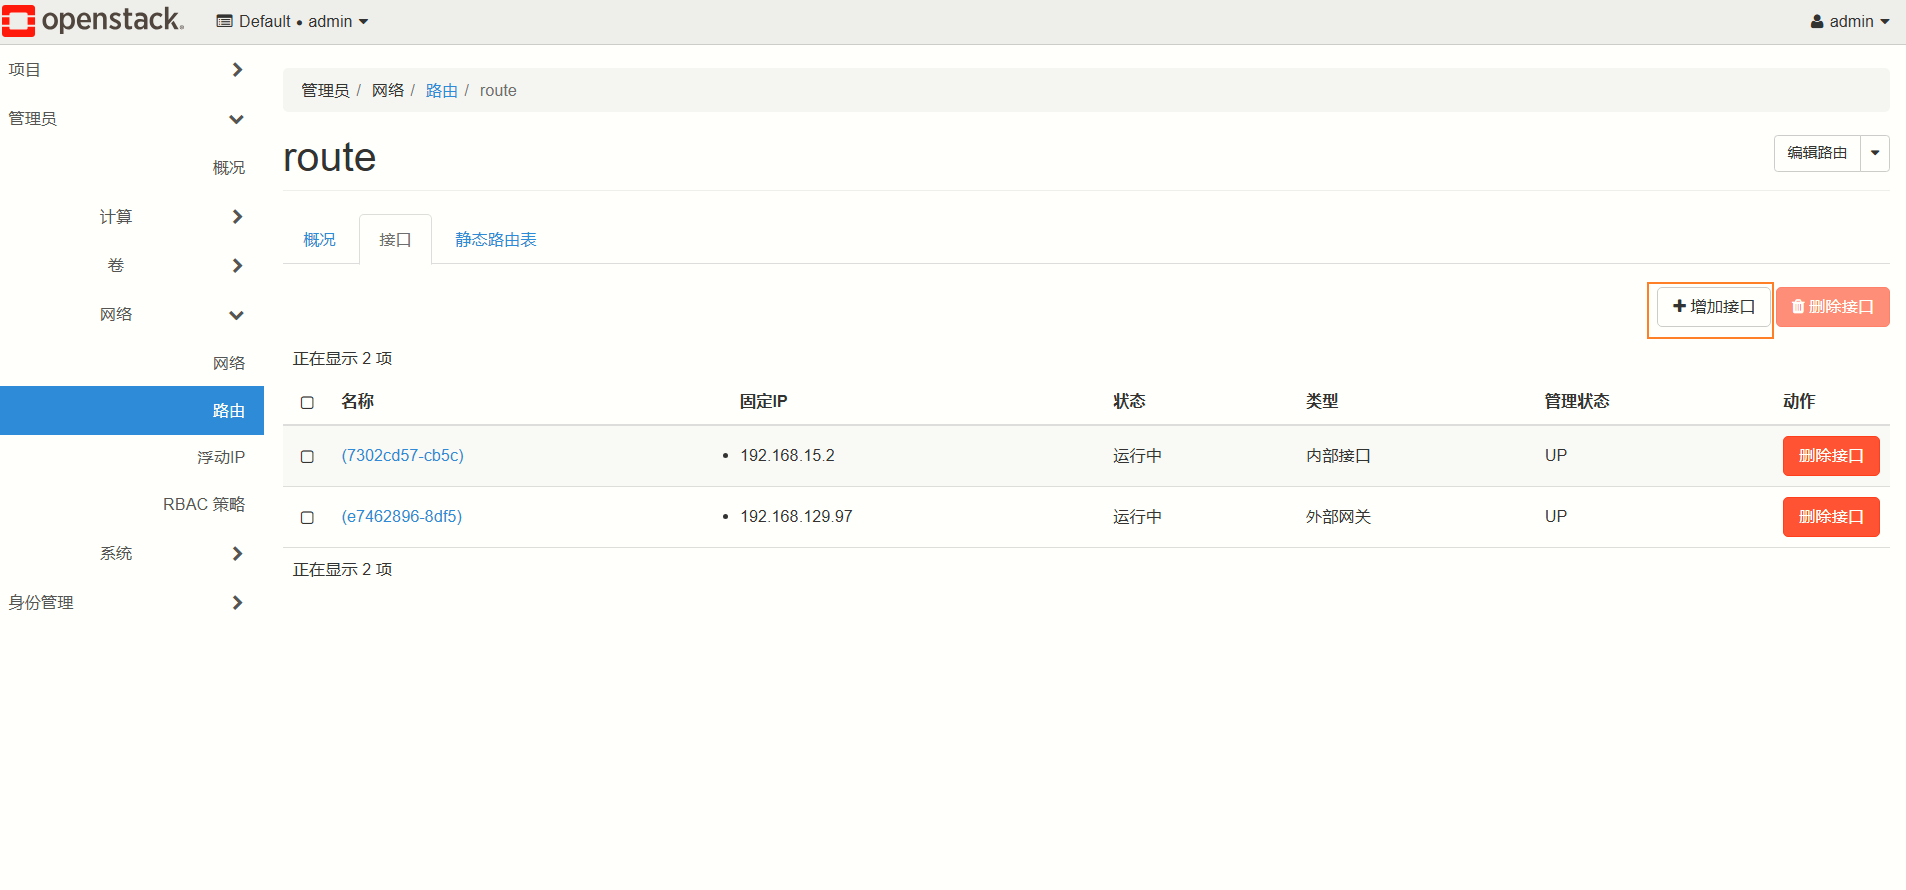 openstack. Default • admin admin
项目
管理员
概况
计算
卷
网络
网络
路由
浮动IP
RBAC 策略
系统
身份管理
管理员 / 网络 / 路由 / route
route
编辑路由
概况 接口 静态路由表
增加接口 删除接口
正在显示 2 项
名称 固定IP 状态 类型 管理状态 动作
(7302cd57-cb5c) • 192.168.15.2 运行中 内部接口 UP 删除接口
(e7462896-8df5) • 192.168.129.97 运行中 外部网关 UP 删除接口
正在显示 2 项